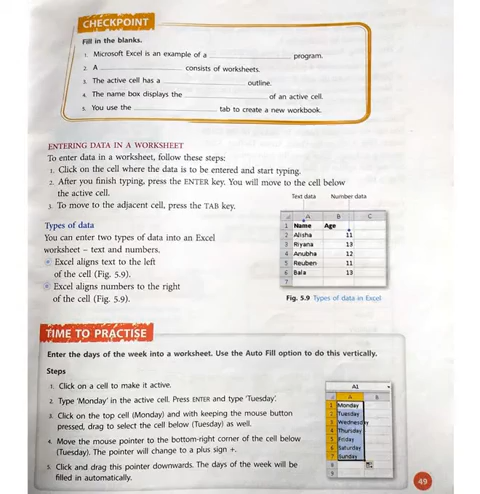 CHECKPOINT
Fill in the blanks.
1. Microsoft Excel is an example of a ______ program.
2. A ______ consists of worksheets.
3. The active cell has a ______ outline.
4. The name box displays the ______ of an active cell.
5. You use the ______ tab to create a new workbook.
ENTERING DATA IN A WORKSHEET
To enter data in a worksheet, follow these steps:
1. Click on the cell where the data is to be entered and start typing.
2. After you finish typing, press the ENTER key. You will move to the cell below
the active cell.
3. To move to the adjacent cell, press the TAB key.
Types of data
You can enter two types of data into an Excel
worksheet – text and numbers.
Excel aligns text to the left
of the cell (Fig. 5.9).
Excel aligns numbers to the right
of the cell (Fig. 5.9).
Text data Number data
A B C
1 Name Age
2 Alisha 11
3 Riyana 13
4 Anubha 12
5 Reuben 11
6 Bala 13
7
Fig. 5.9 Types of data in Excel
TIME TO PRACTISE
Enter the days of the week into a worksheet. Use the Auto Fill option to do this vertically.
Steps
1. Click on a cell to make it active.
2. Type 'Monday' in the active cell. Press ENTER and type 'Tuesday'.
3. Click on the top cell (Monday) and with keeping the mouse button
pressed, drag to select the cell below (Tuesday) as well.
4. Move the mouse pointer to the bottom-right corner of the cell below
(Tuesday). The pointer will change to a plus sign +.
5. Click and drag this pointer downwards. The days of the week will be
filled in automatically.
A1
A B
1 Monday
2 Tuesday
3 Wednesday
4 Thursday
5 Friday
6 Saturday
7 Sunday
8
9
49